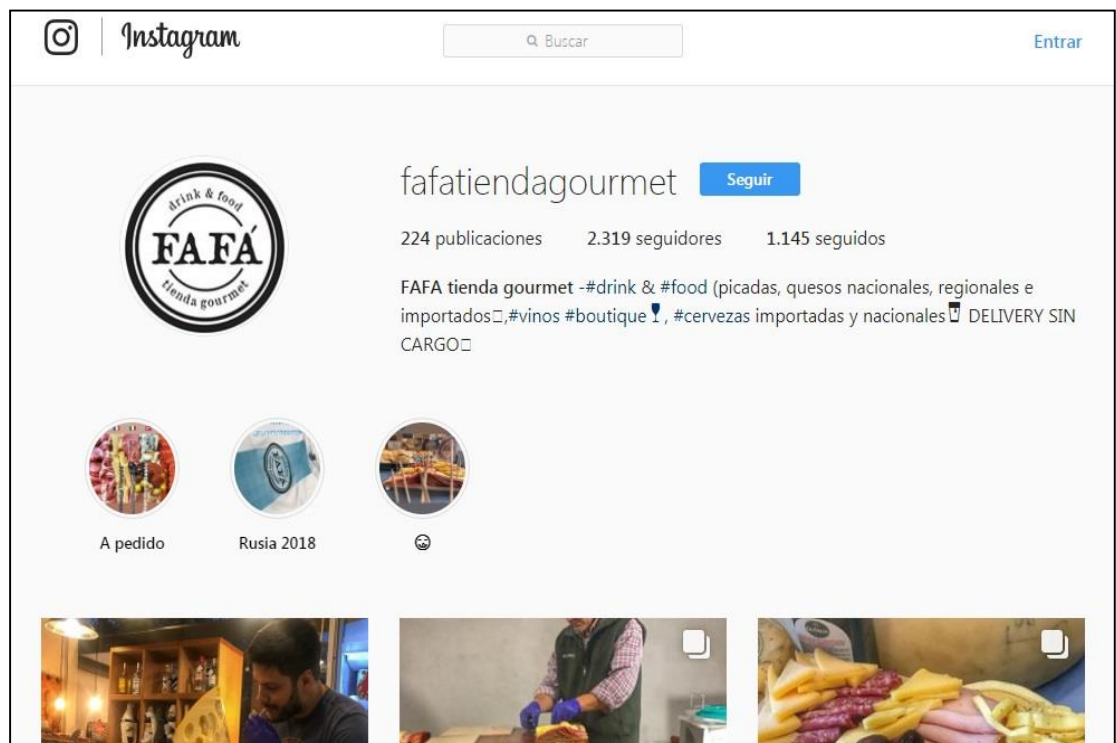 Instagram
Buscar
Entrar
drink & food
FAFÁ
tienda gourmet
fafatiendagourmet
Seguir
224 publicaciones 2.319 seguidores 1.145 seguidos
FAFA tienda gourmet -#drink & #food (picadas, quesos nacionales, regionales e
importados□,#vinos #boutique🍷, #cervezas importadas y nacionales🍺 DELIVERY SIN
CARGO□
FAFÁ
A pedido
Rusia 2018